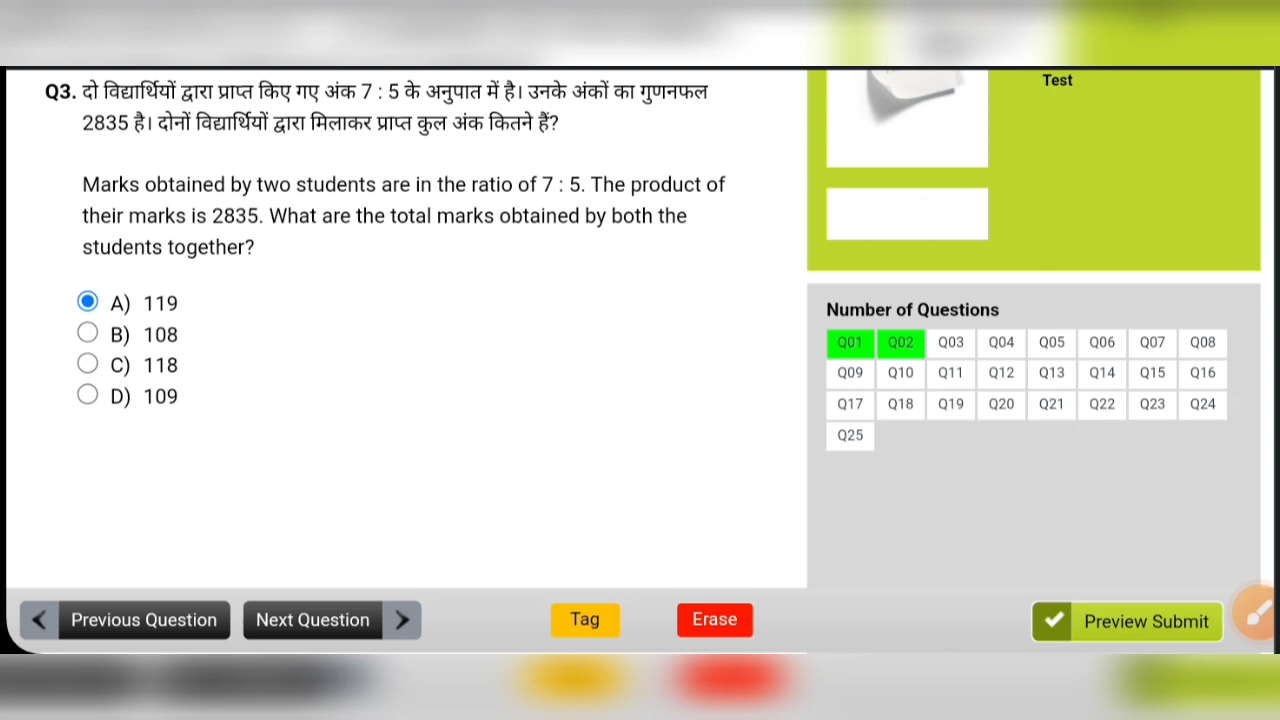 Q3. दो विद्यार्थियों द्वारा प्राप्त किए गए अंक 7 : 5 के अनुपात में है। उनके अंकों का गुणनफल
2835 है। दोनों विद्यार्थियों द्वारा मिलाकर प्राप्त कुल अंक कितने हैं?
Marks obtained by two students are in the ratio of 7 : 5. The product of
their marks is 2835. What are the total marks obtained by both the
students together?
A) 119
B) 108
C) 118
D) 109
Test
Number of Questions
Q01 Q02 Q03 Q04 Q05 Q06 Q07 Q08
Q09 Q10 Q11 Q12 Q13 Q14 Q15 Q16
Q17 Q18 Q19 Q20 Q21 Q22 Q23 Q24
Q25
Previous Question Next Question Tag Erase Preview Submit